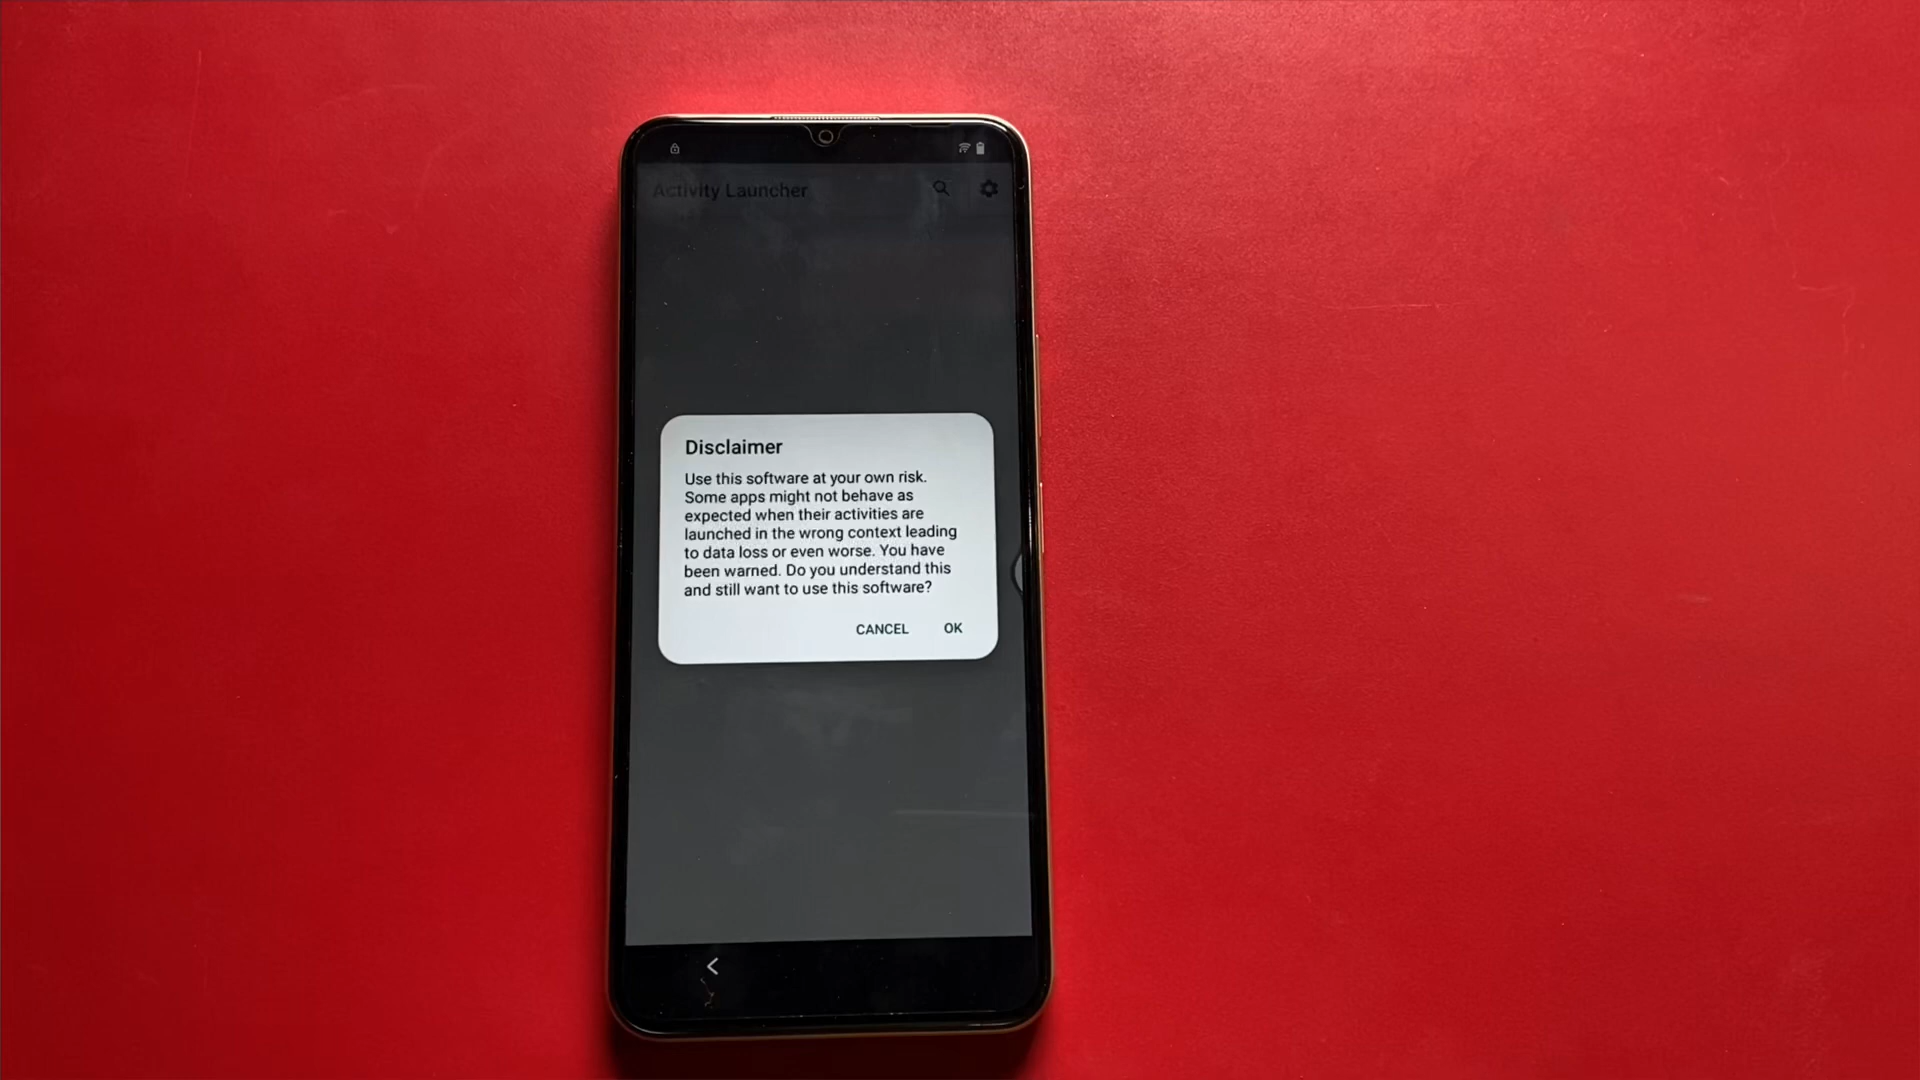 Activity Launcher
Disclaimer
Use this software at your own risk.
Some apps might not behave as
expected when their activities are
launched in the wrong context leading
to data loss or even worse. You have
been warned. Do you understand this
and still want to use this software?
CANCEL OK